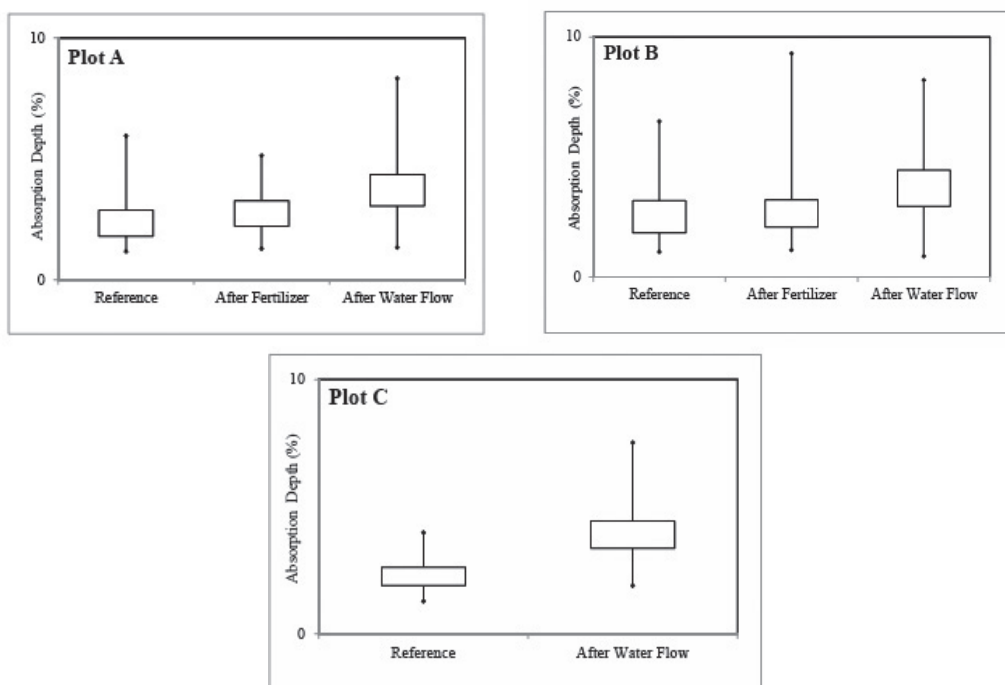 Plot A
10
Absorption Depth (%)
0
Reference After Fertilizer After Water Flow
Plot B
10
Absorption Depth (%)
0
Reference After Fertilizer After Water Flow
Plot C
10
Absorption Depth (%)
0
Reference After Water Flow